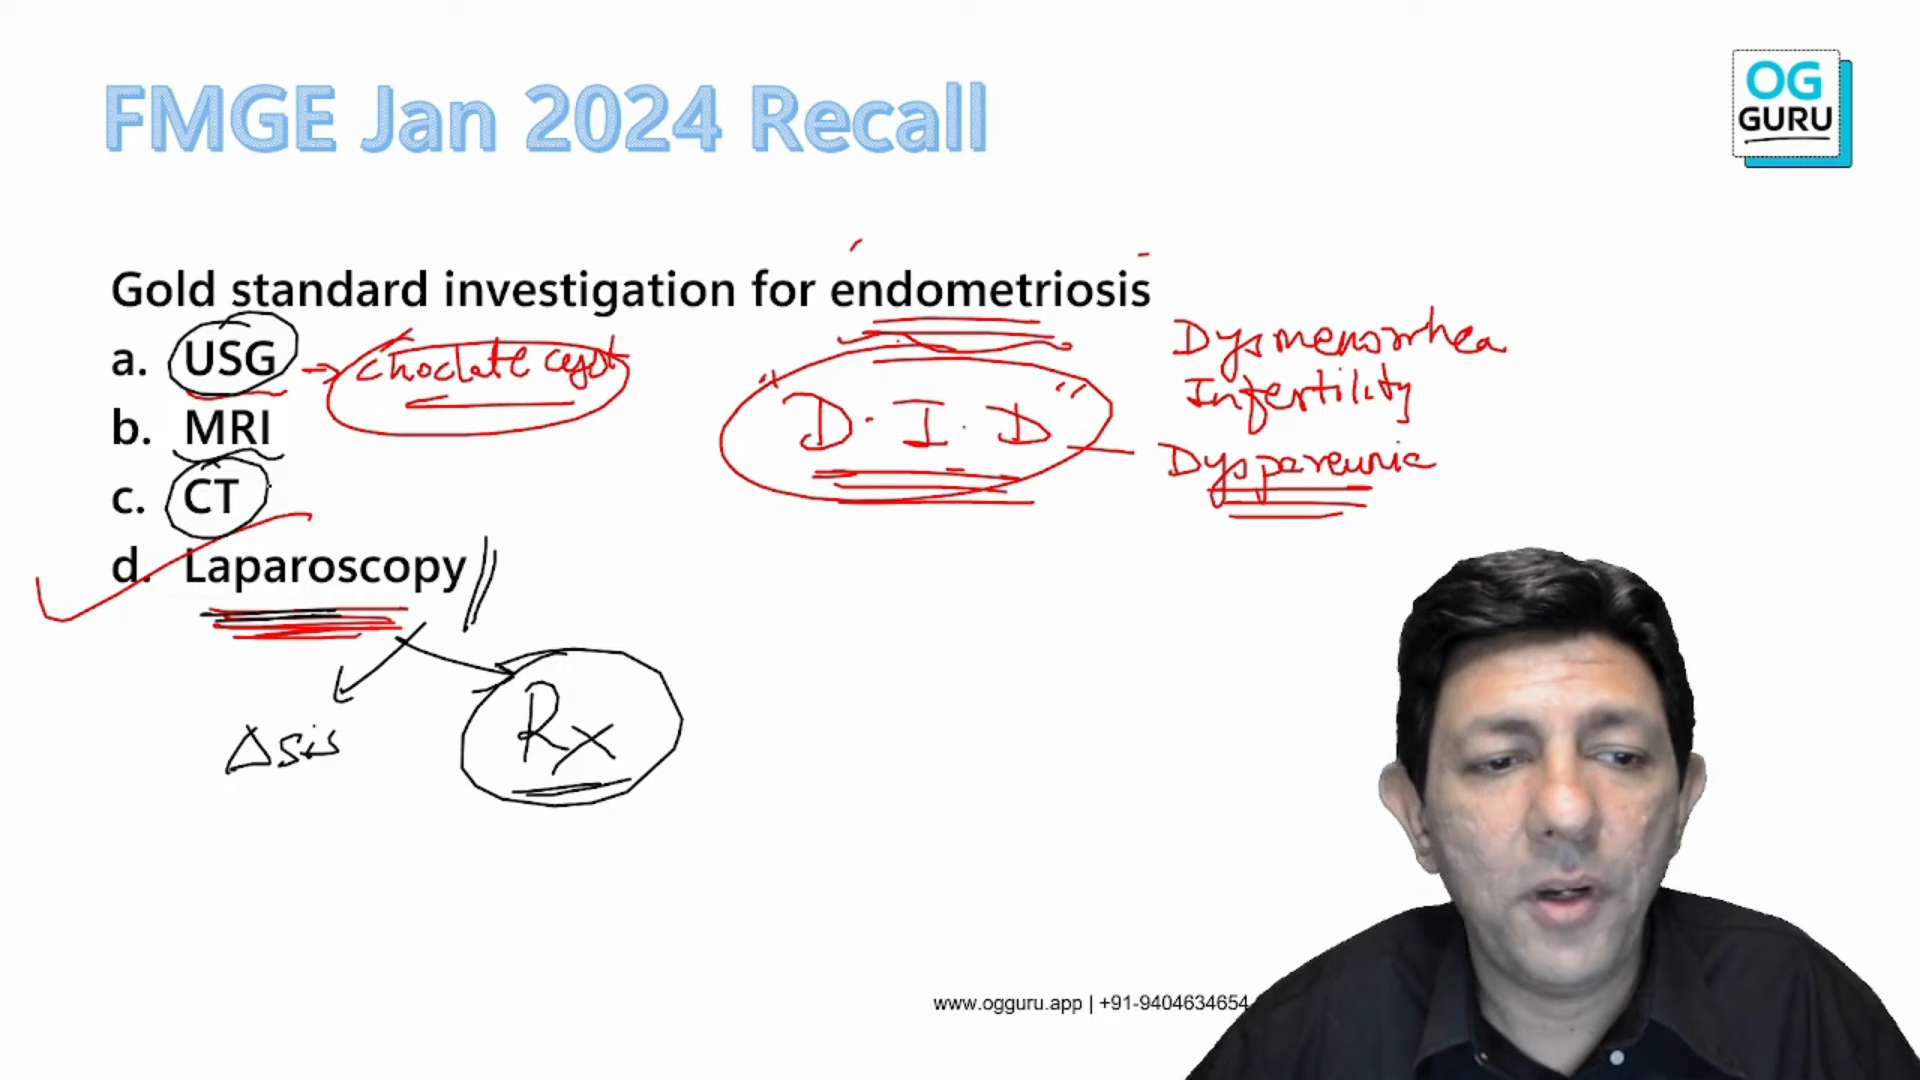 FMGE Jan 2024 Recall
OG
GURU
Gold standard investigation for endometriosis
a. USG → choclate cyst
b. MRI
c. CT
d. Laparoscopy
"D. I. D"
Dysmenorrhea
Infertility
Dyspareunia
Δsis
Rx
www.ogguru.app | +91-9404634654